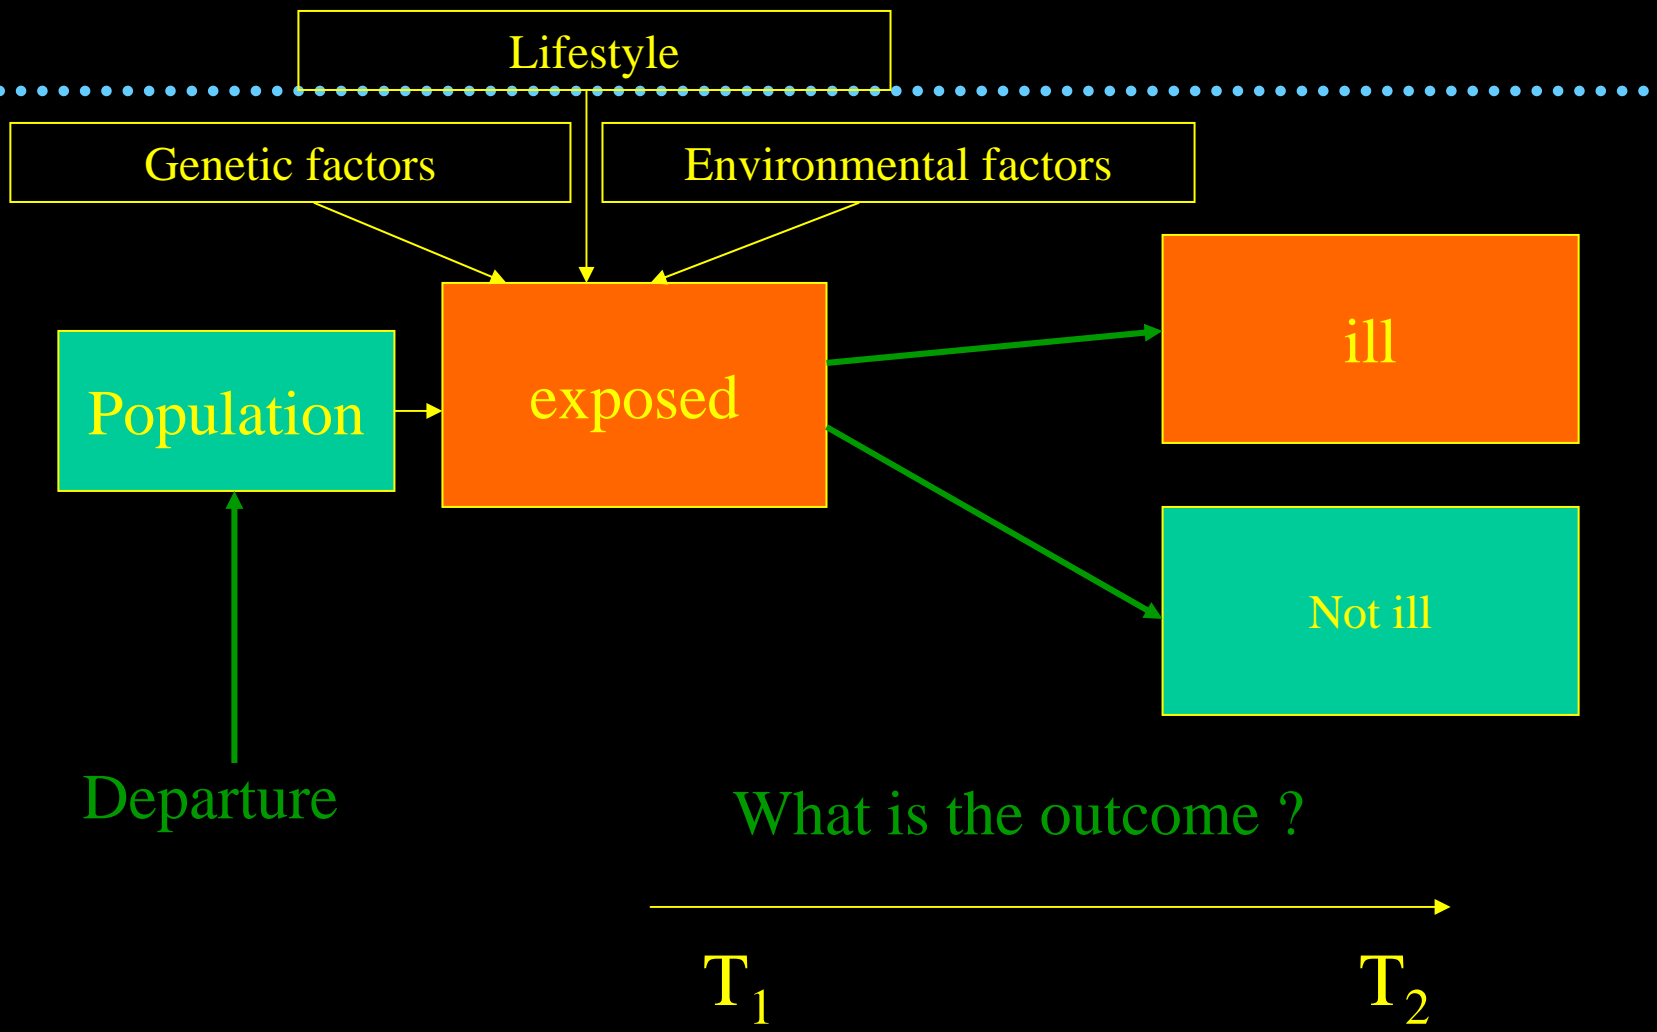 Lifestyle
Genetic factors
Environmental factors
Population
exposed
ill
Not ill
Departure
What is the outcome ?
T₁
T₂